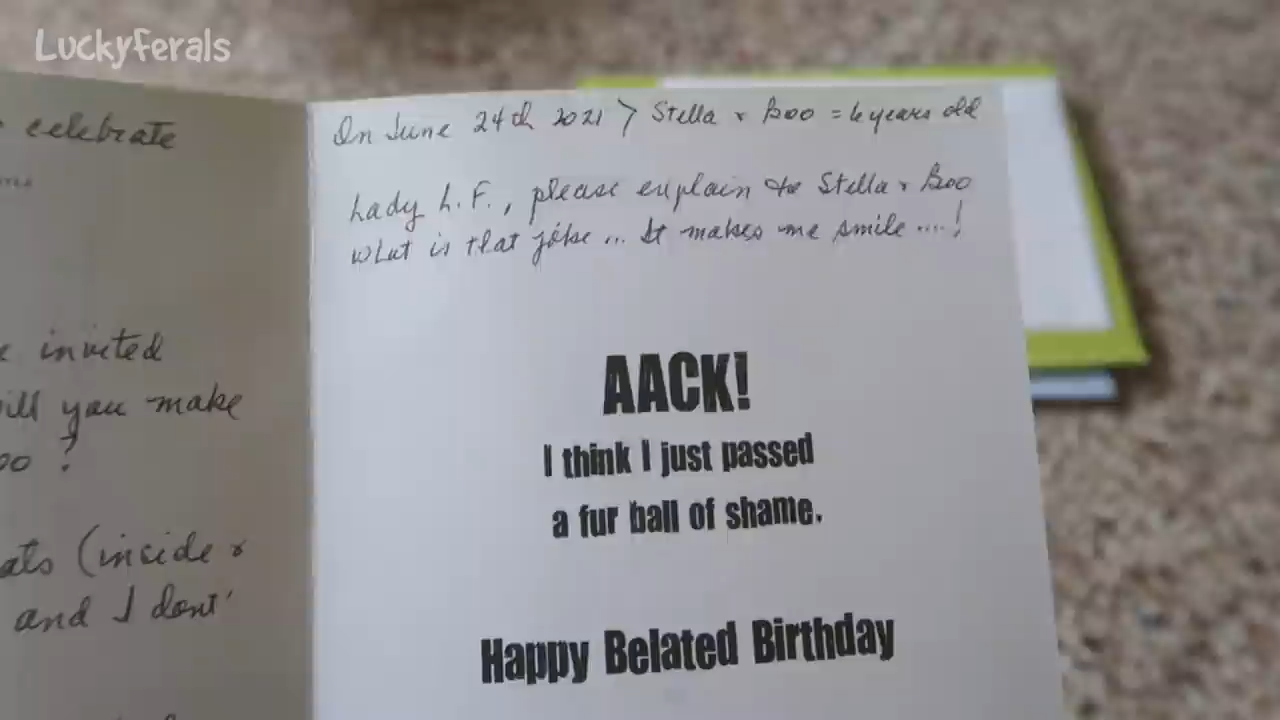 Luckyferals
celebrate
invited
will you make
?
(inside &
and I dont'
On June 24th 2021 > Stella & Boo = 6 years old
Lady L.F., please explain to Stella & Boo
what is that joke ... It makes me smile ....!
AACK!
I think I just passed
a fur ball of shame.
Happy Belated Birthday